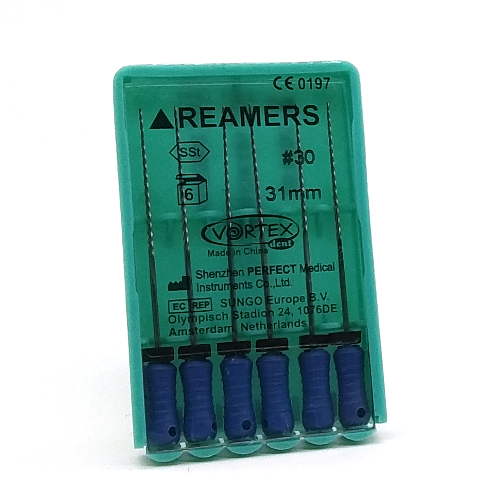 CE 0197
▲REAMERS
SSt
#30
6
31mm
VORTEX
dent
Made in China
Shenzhen PERFECT Medical
Instruments Co.,Ltd.
EC REP SUNGO Europe B.V.
Olympisch Stadion 24, 1076DE
Amsterdam, Netherlands